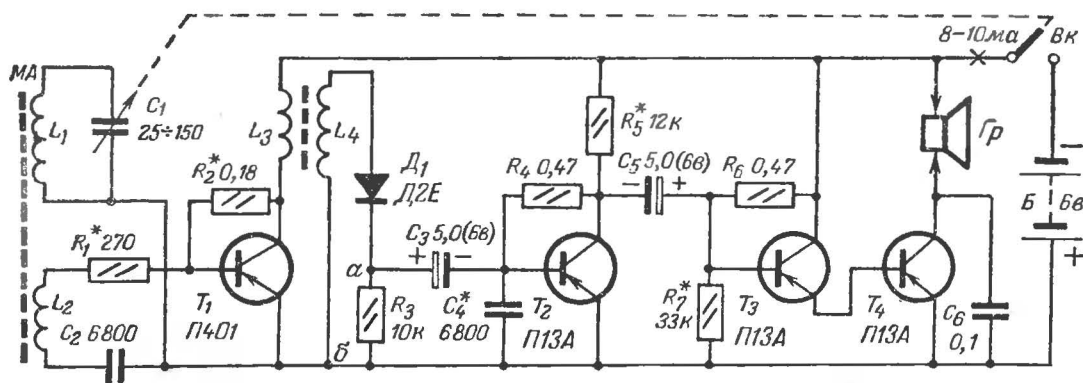 МА
L₁
C₁
25÷150
R₂* 0,18
R₁* 270
L₂
C₂ 6800
T₁
П401
L₃
L₄
Д₁
Д2Е
C₃ 5,0(6в)
+ −
а
R₃
10к
б
C₄*
6800
R₄ 0,47
T₂
П13А
R₅* 12к
C₅ 5,0(6в)
− +
R₆ 0,47
R₇*
33к
T₃
П13А
T₄
П13А
8-10ма
Вк
Гр
C6
0,1
−
Б 6в
+